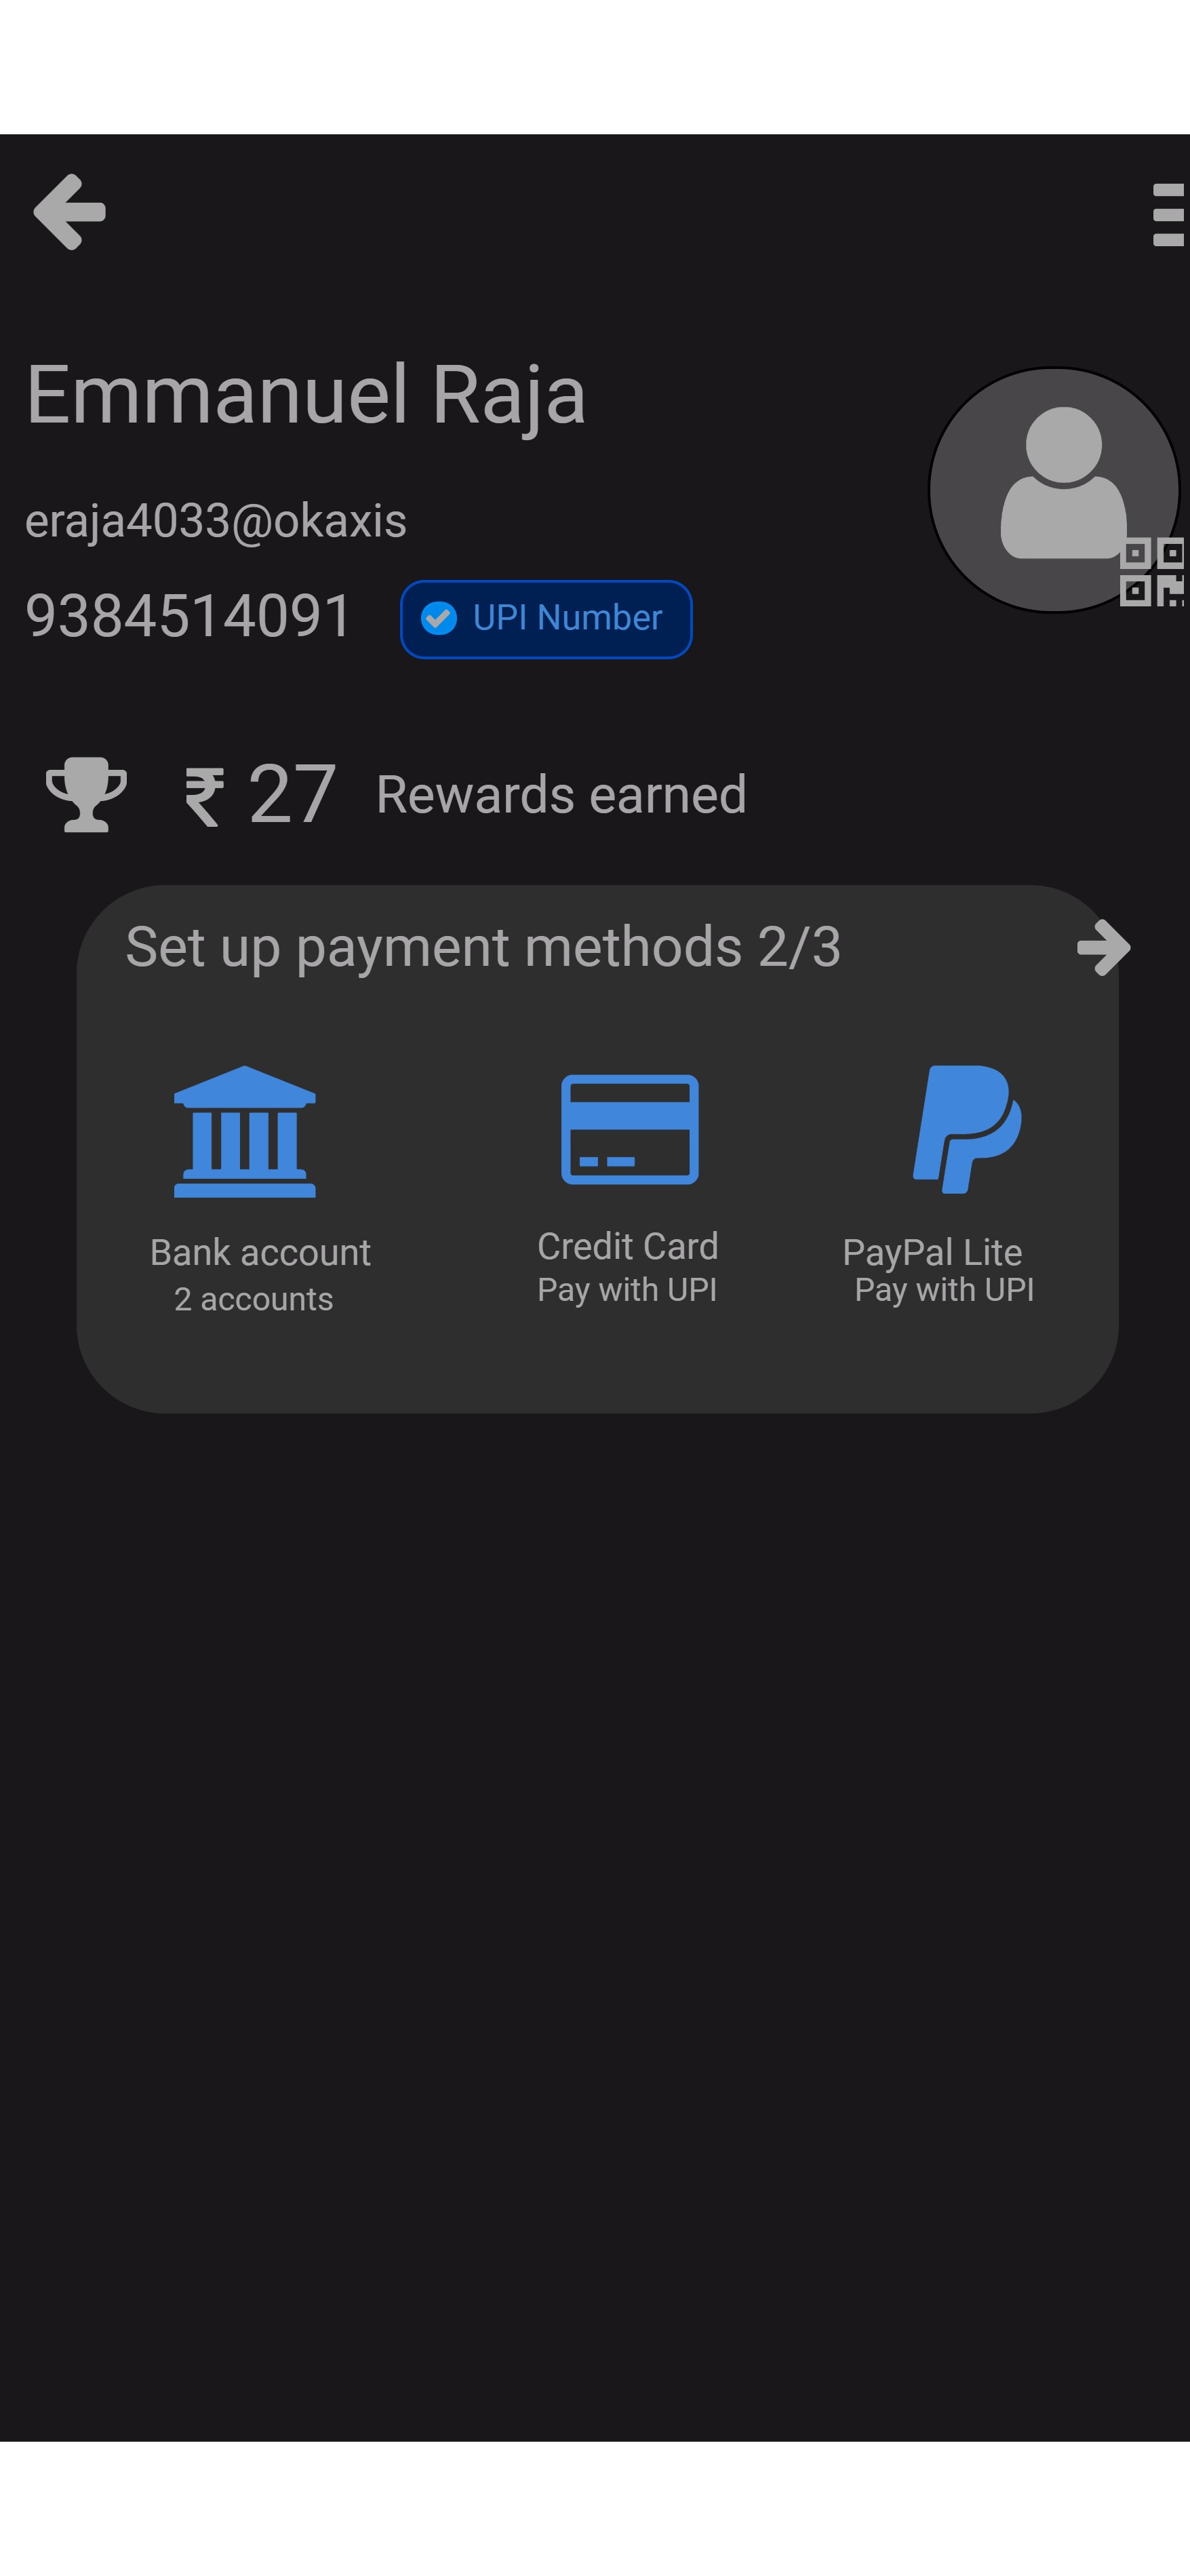 Emmanuel Raja
eraja4033@okaxis
9384514091 UPI Number
₹ 27 Rewards earned
Set up payment methods 2/3
Bank account Credit Card PayPal Lite
2 accounts Pay with UPI Pay with UPI